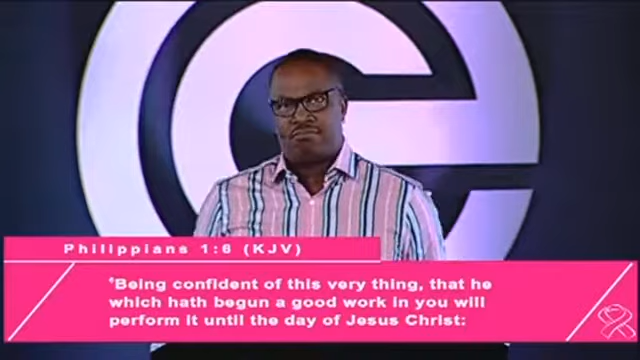 Philippians 1:6 (KJV)
⁶Being confident of this very thing, that he
which hath begun a good work in you will
perform it until the day of Jesus Christ: